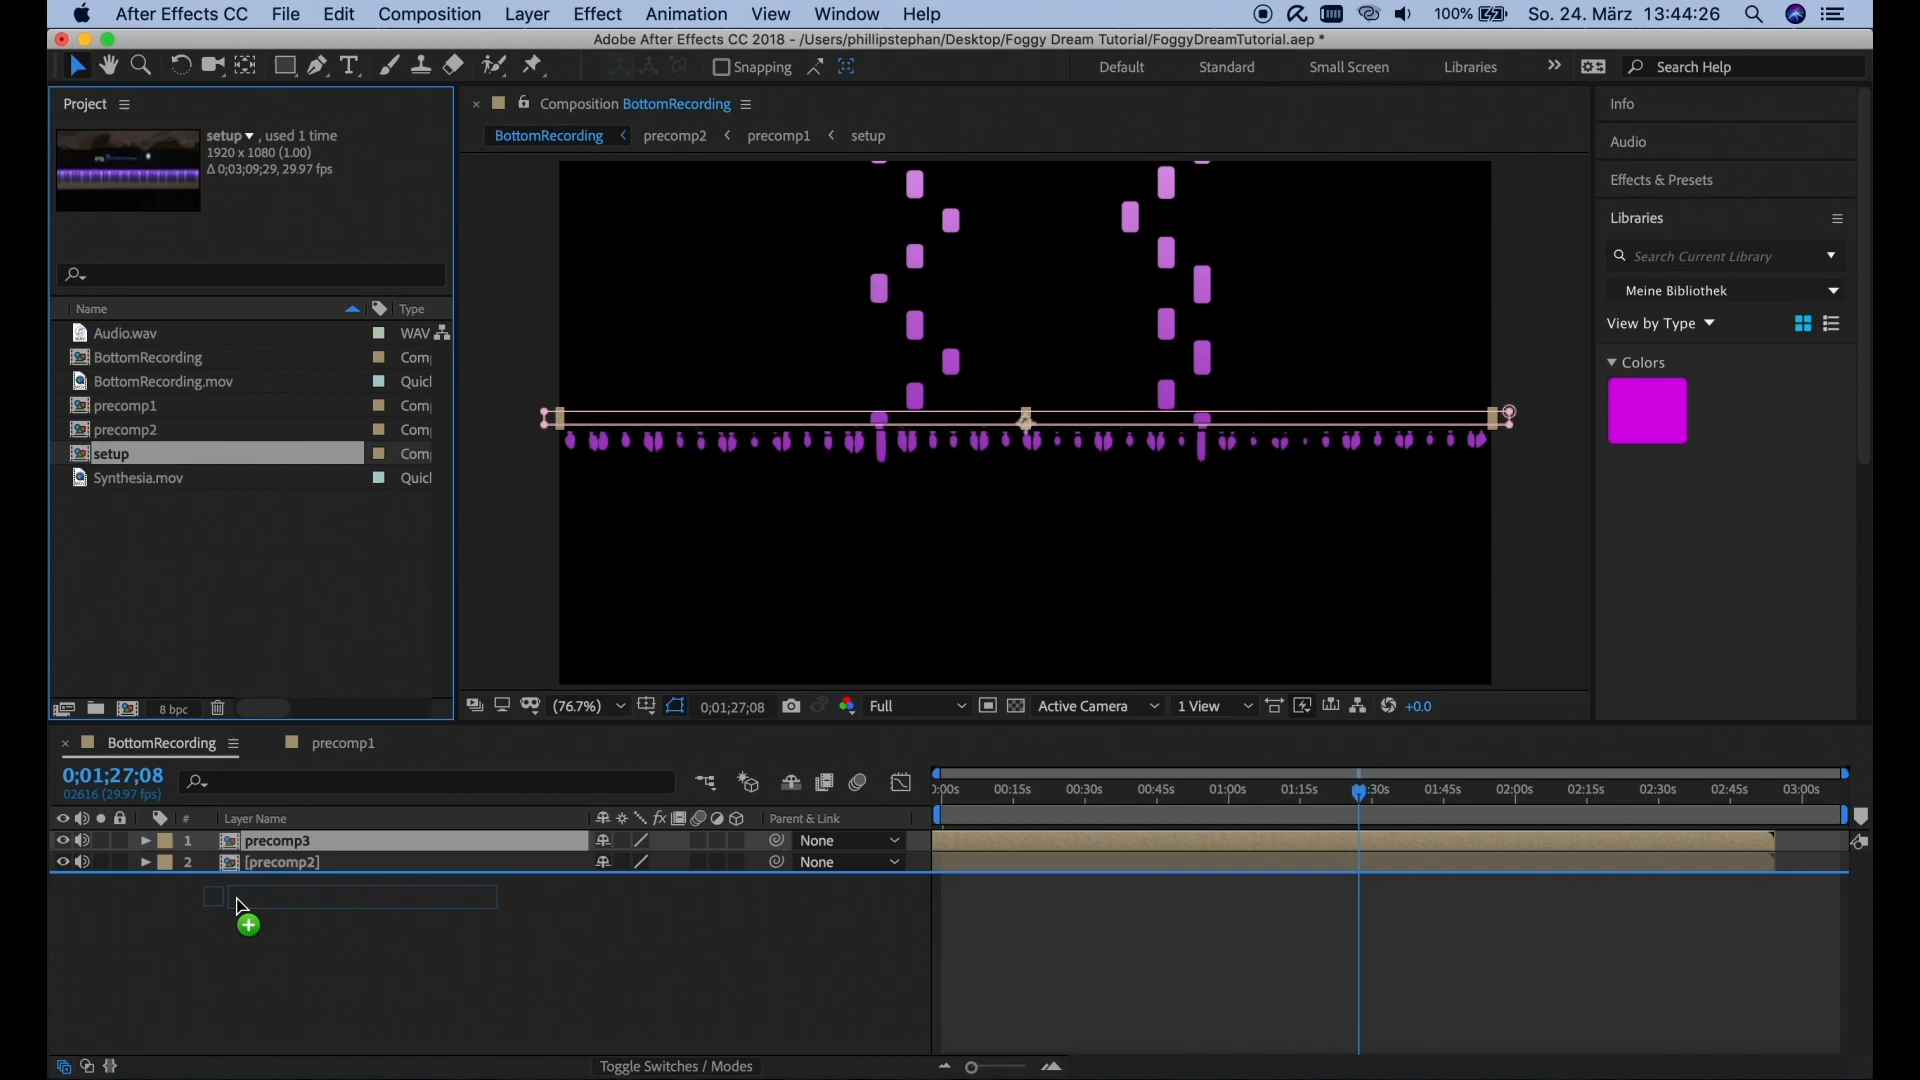 After Effects CC File Edit Composition Layer Effect Animation View Window Help 100% So. 24. März 13:44:26
Adobe After Effects CC 2018 - /Users/phillipstephan/Desktop/Foggy Dream Tutorial/FoggyDreamTutorial.aep *
Snapping Default Standard Small Screen Libraries » Search Help
Project
setup , used 1 time
1920 x 1080 (1.00)
Δ 0;03;09;29, 29.97 fps
Name Type
Audio.wav WAV
BottomRecording Com
BottomRecording.mov Quic
precomp1 Com
precomp2 Com
setup Com
Synthesia.mov Quic
8 bpc
Composition BottomRecording
BottomRecording precomp2 precomp1 setup
(76.7%) 0;01;27;08 Full Active Camera 1 View +0.0
Info
Audio
Effects & Presets
Libraries
Search Current Library
Meine Bibliothek
View by Type
Colors
BottomRecording precomp1
0;01;27;08
02616 (29.97 fps)
00:15s 00:30s 00:45s 01:00s 01:15s :30s 01:45s 02:00s 02:15s 02:30s 02:45s 03:00s
# Layer Name fx Parent & Link
1 precomp3 None
2 [precomp2] None
Toggle Switches / Modes